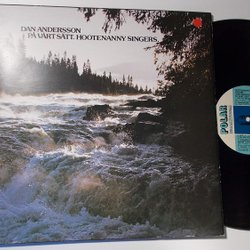 DAN ANDERSSON
PÅ VÅRT SÄTT. HOOTENANNY SINGERS
POLAR